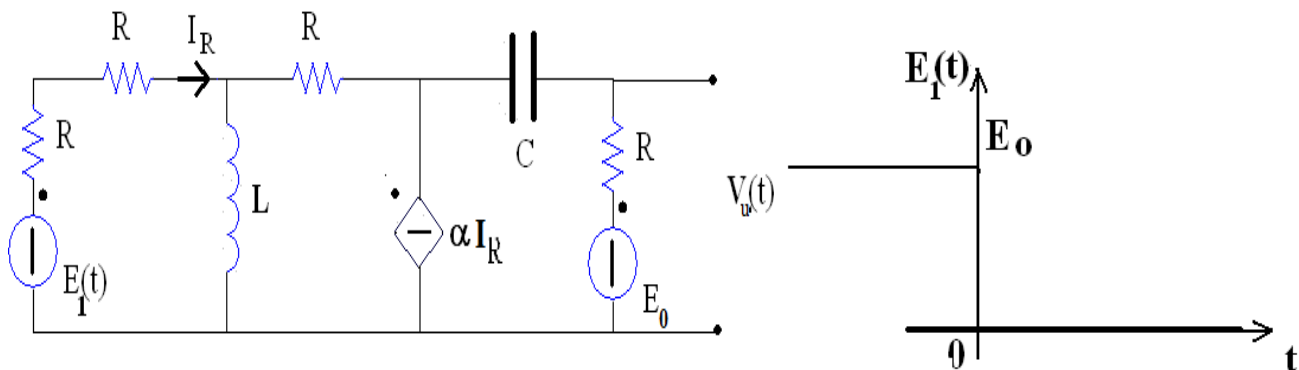 R
I_R
R
R
C
R
L
αI_R
E_1(t)
E_0
V_u(t)
E_1(t)
E_o
0
t